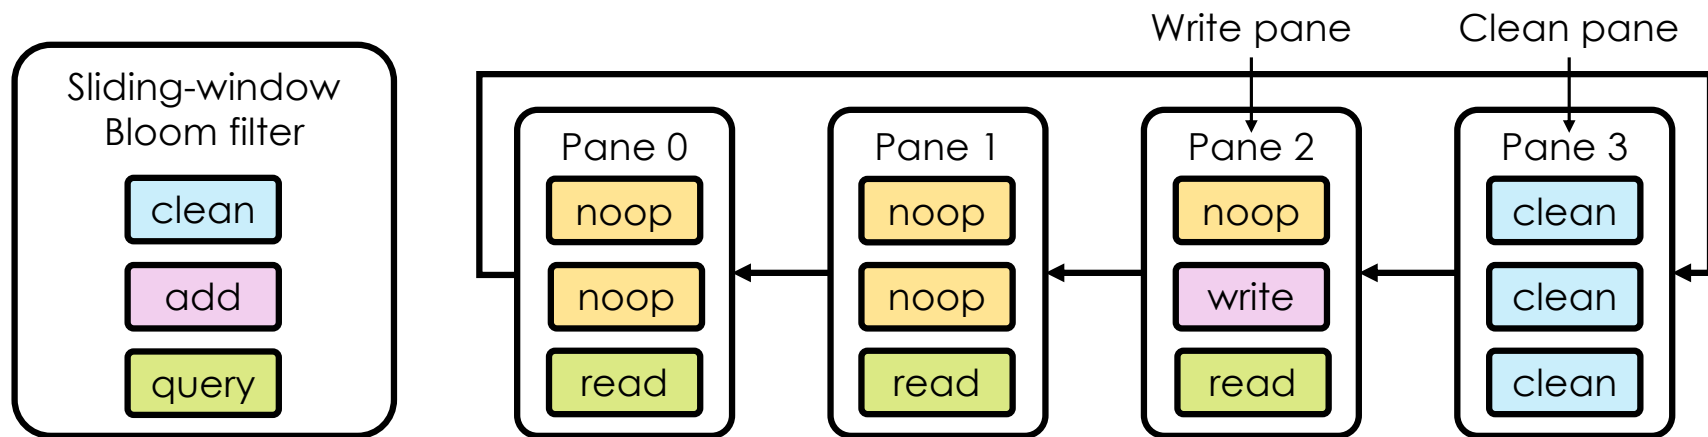 Sliding-window
Bloom filter
clean
add
query
Write pane
Clean pane
Pane 0
noop
noop
read
Pane 1
noop
noop
read
Pane 2
noop
write
read
Pane 3
clean
clean
clean